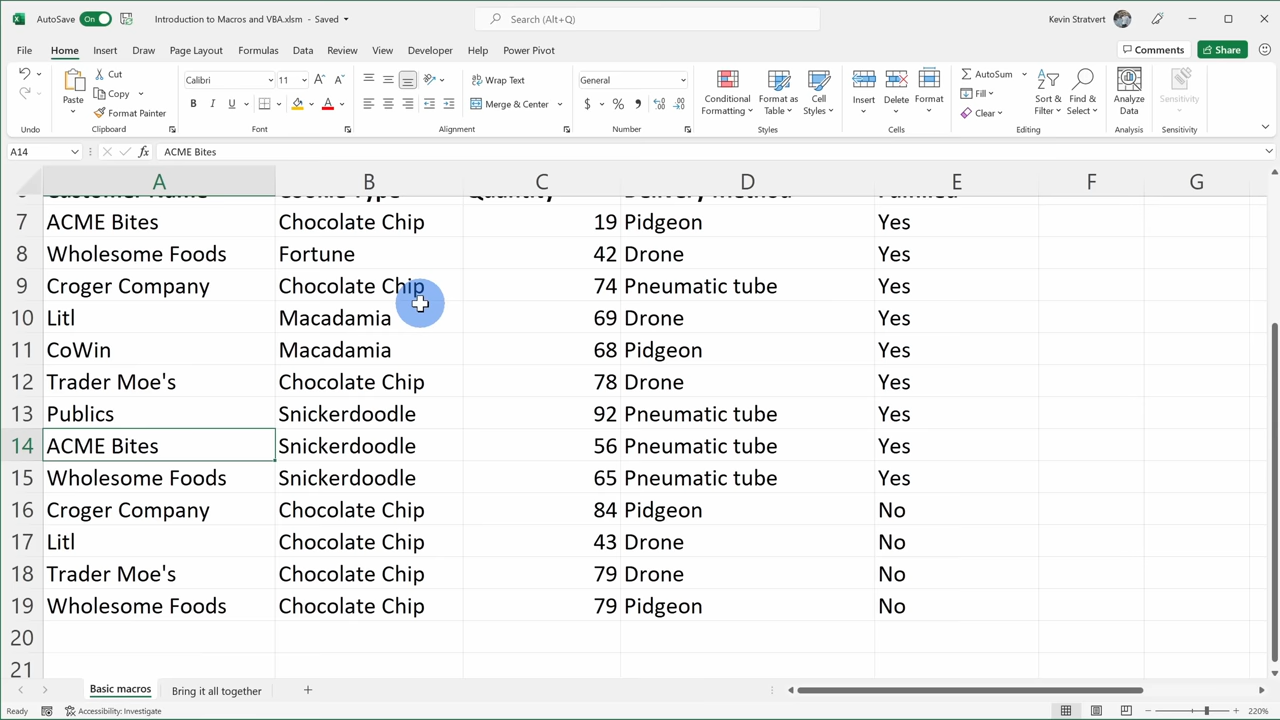 AutoSave On Introduction to Macros and VBA.xlsm - Saved Search (Alt+Q) Kevin Stratvert
File Home Insert Draw Page Layout Formulas Data Review View Developer Help Power Pivot Comments Share
Paste Cut Copy Format Painter
Calibri 11 B I U A
Wrap Text Merge & Center
General $ % ,
Conditional Formatting Format as Table Cell Styles
Insert Delete Format
AutoSum Fill Clear Sort & Filter Find & Select
Analyze Data Sensitivity
Undo Clipboard Font Alignment Number Styles Cells Editing Analysis Sensitivity
A14 fx ACME Bites
A B C D E F G
6 Customer Name Cookie Type Quantity Delivery Method Fulfilled
7 ACME Bites Chocolate Chip 19 Pidgeon Yes
8 Wholesome Foods Fortune 42 Drone Yes
9 Croger Company Chocolate Chip 74 Pneumatic tube Yes
10 Litl Macadamia 69 Drone Yes
11 CoWin Macadamia 68 Pidgeon Yes
12 Trader Moe's Chocolate Chip 78 Drone Yes
13 Publics Snickerdoodle 92 Pneumatic tube Yes
14 ACME Bites Snickerdoodle 56 Pneumatic tube Yes
15 Wholesome Foods Snickerdoodle 65 Pneumatic tube Yes
16 Croger Company Chocolate Chip 84 Pidgeon No
17 Litl Chocolate Chip 43 Drone No
18 Trader Moe's Chocolate Chip 79 Drone No
19 Wholesome Foods Chocolate Chip 79 Pidgeon No
20
21
Basic macros Bring it all together
Ready Accessibility: Investigate 220%